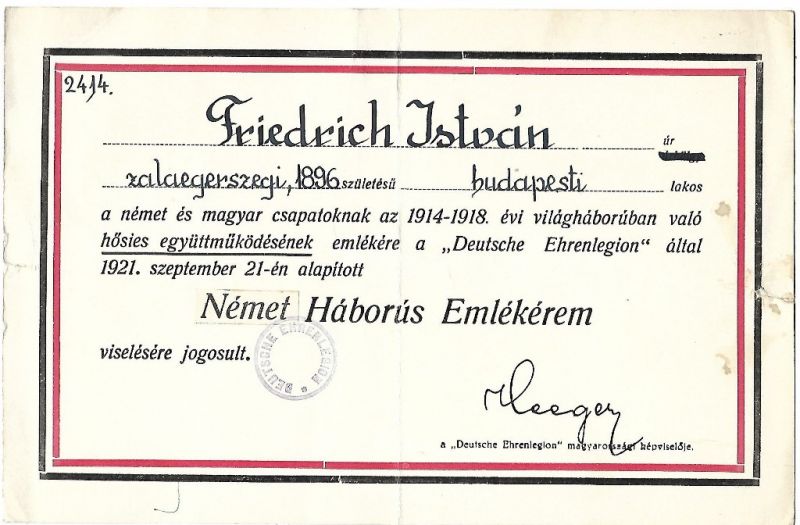 2414.
Friedrich István úr
zalaegerszegi, 1896 születésű budapesti lakos
a német és magyar csapatoknak az 1914-1918. évi világháborúban való
hősies együttműködésének emlékére a „Deutsche Ehrenlegion" által
1921. szeptember 21-én alapított
Német Háborús Emlékérem
viselésére jogosult.
DEUTSCHE EHRENLEGION *
a „Deutsche Ehrenlegion" magyarországi képviselője.